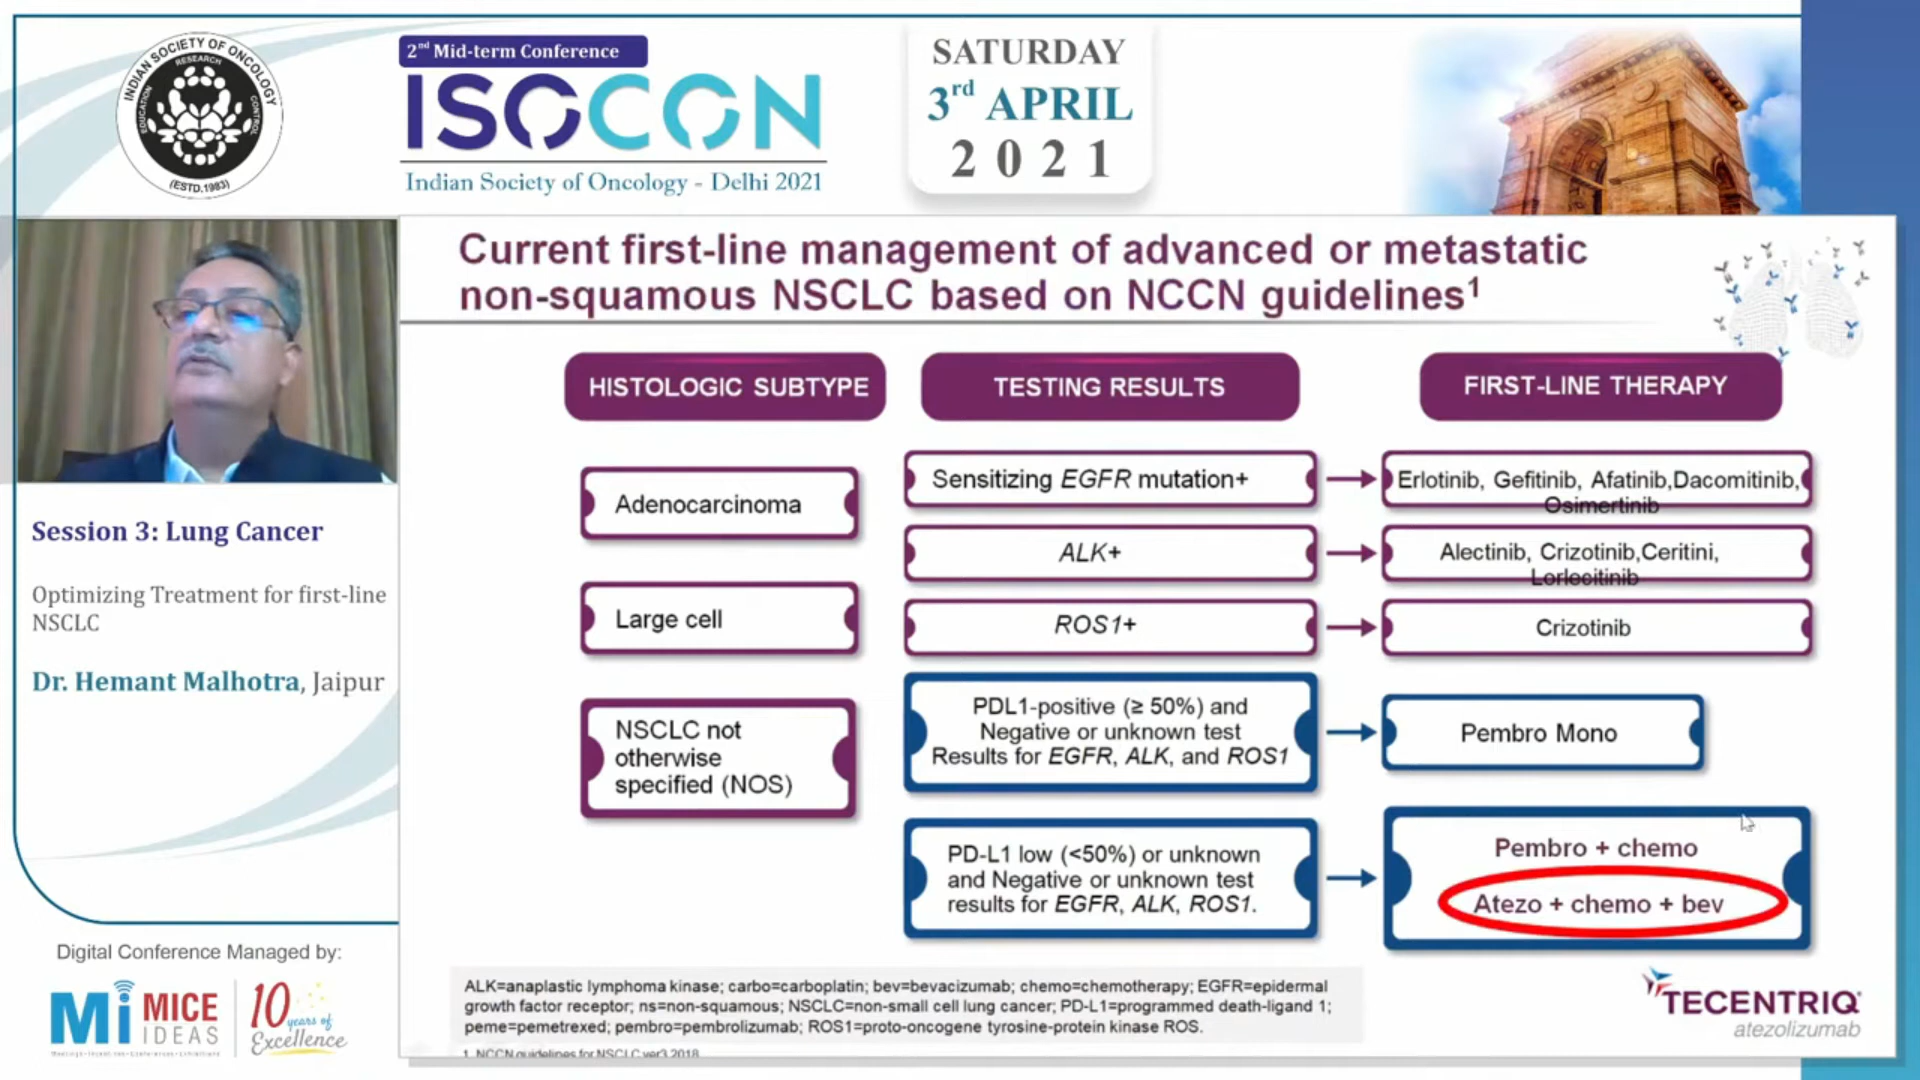 INDIAN SOCIETY OF ONCOLOGY
RESEARCH
EDUCATION
CONTROL
(ESTD.1983)
2nd Mid-term Conference
ISOCON
Indian Society of Oncology - Delhi 2021
SATURDAY
3rd APRIL
2021
Session 3: Lung Cancer
Optimizing Treatment for first-line
NSCLC
Dr. Hemant Malhotra, Jaipur
Digital Conference Managed by:
Mi MICE
IDEAS
10
years of
Excellence
Current first-line management of advanced or metastatic
non-squamous NSCLC based on NCCN guidelines1
HISTOLOGIC SUBTYPE
TESTING RESULTS
FIRST-LINE THERAPY
Adenocarcinoma
Large cell
NSCLC not
otherwise
specified (NOS)
Sensitizing EGFR mutation+
Erlotinib, Gefitinib, Afatinib,Dacomitinib,
Osimertinib
ALK+
Alectinib, Crizotinib,Ceritini,
Lorlecitinib
ROS1+
Crizotinib
PDL1-positive (≥ 50%) and
Negative or unknown test
Results for EGFR, ALK, and ROS1
Pembro Mono
PD-L1 low (<50%) or unknown
and Negative or unknown test
results for EGFR, ALK, ROS1.
Pembro + chemo
Atezo + chemo + bev
ALK=anaplastic lymphoma kinase; carbo=carboplatin; bev=bevacizumab; chemo=chemotherapy; EGFR=epidermal
growth factor receptor; ns=non-squamous; NSCLC=non-small cell lung cancer; PD-L1=programmed death-ligand 1;
peme=pemetrexed; pembro=pembrolizumab; ROS1=proto-oncogene tyrosine-protein kinase ROS.
1. NCCN guidelines for NSCLC ver3.2018
TECENTRIQ®
atezolizumab